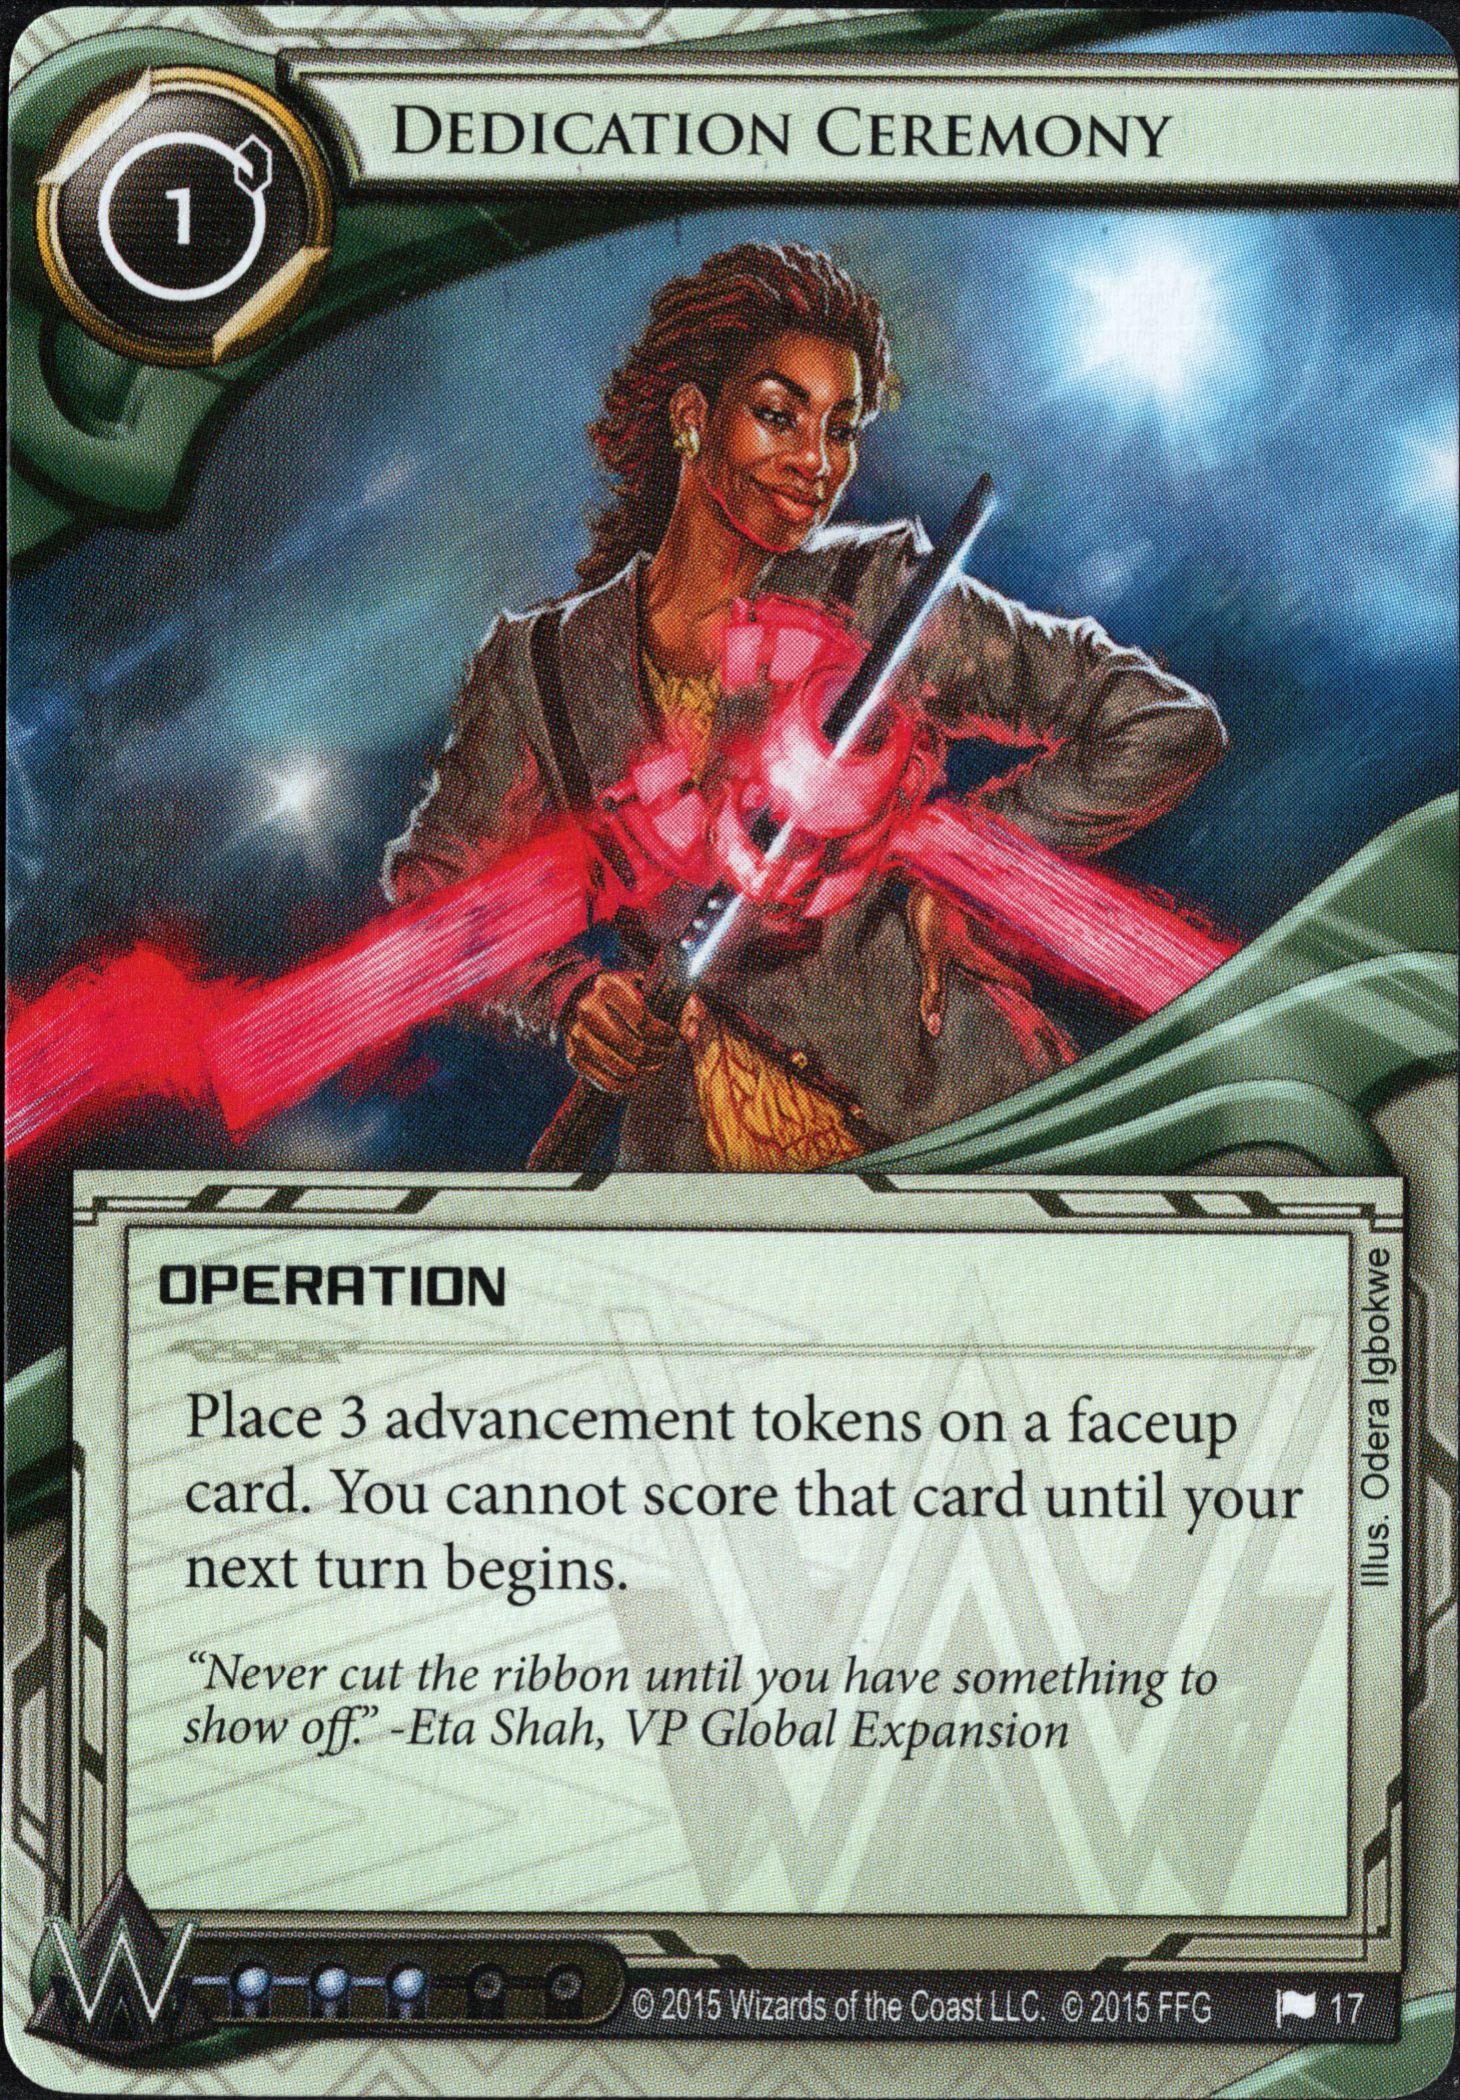 1
DEDICATION CEREMONY
OPERATION
Place 3 advancement tokens on a faceup
card. You cannot score that card until your
next turn begins.
“Never cut the ribbon until you have something to
show off.” -Eta Shah, VP Global Expansion
Illus. Odera Igbokwe
W
© 2015 Wizards of the Coast LLC. © 2015 FFG
17